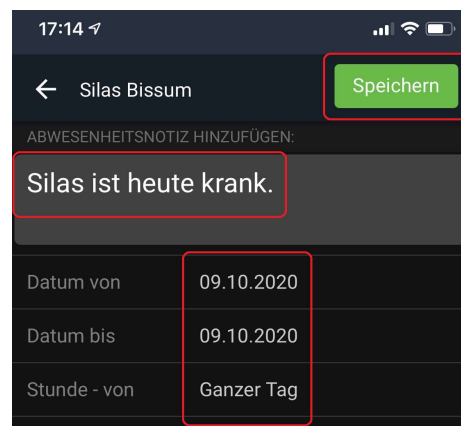 17:14
← Silas Bissum
Speichern
ABWESENHEITSNOTIZ HINZUFÜGEN:
Silas ist heute krank.
Datum von 09.10.2020
Datum bis 09.10.2020
Stunde - von Ganzer Tag